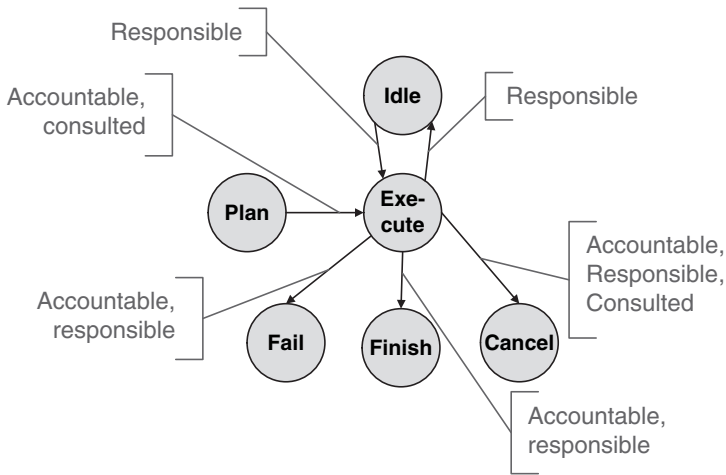 Responsible
Accountable,
consulted
Idle
Responsible
Plan
Exe-
cute
Accountable,
Responsible,
Consulted
Accountable,
responsible
Fail
Finish
Cancel
Accountable,
responsible